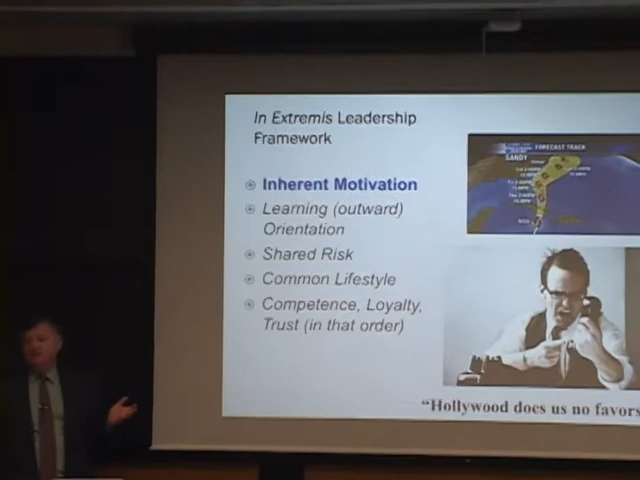 In Extremis Leadership
Framework
Inherent Motivation
Learning (outward)
Orientation
Shared Risk
Common Lifestyle
Competence, Loyalty,
Trust (in that order)
FORECAST TRACK
SANDY
“Hollywood does us no favors